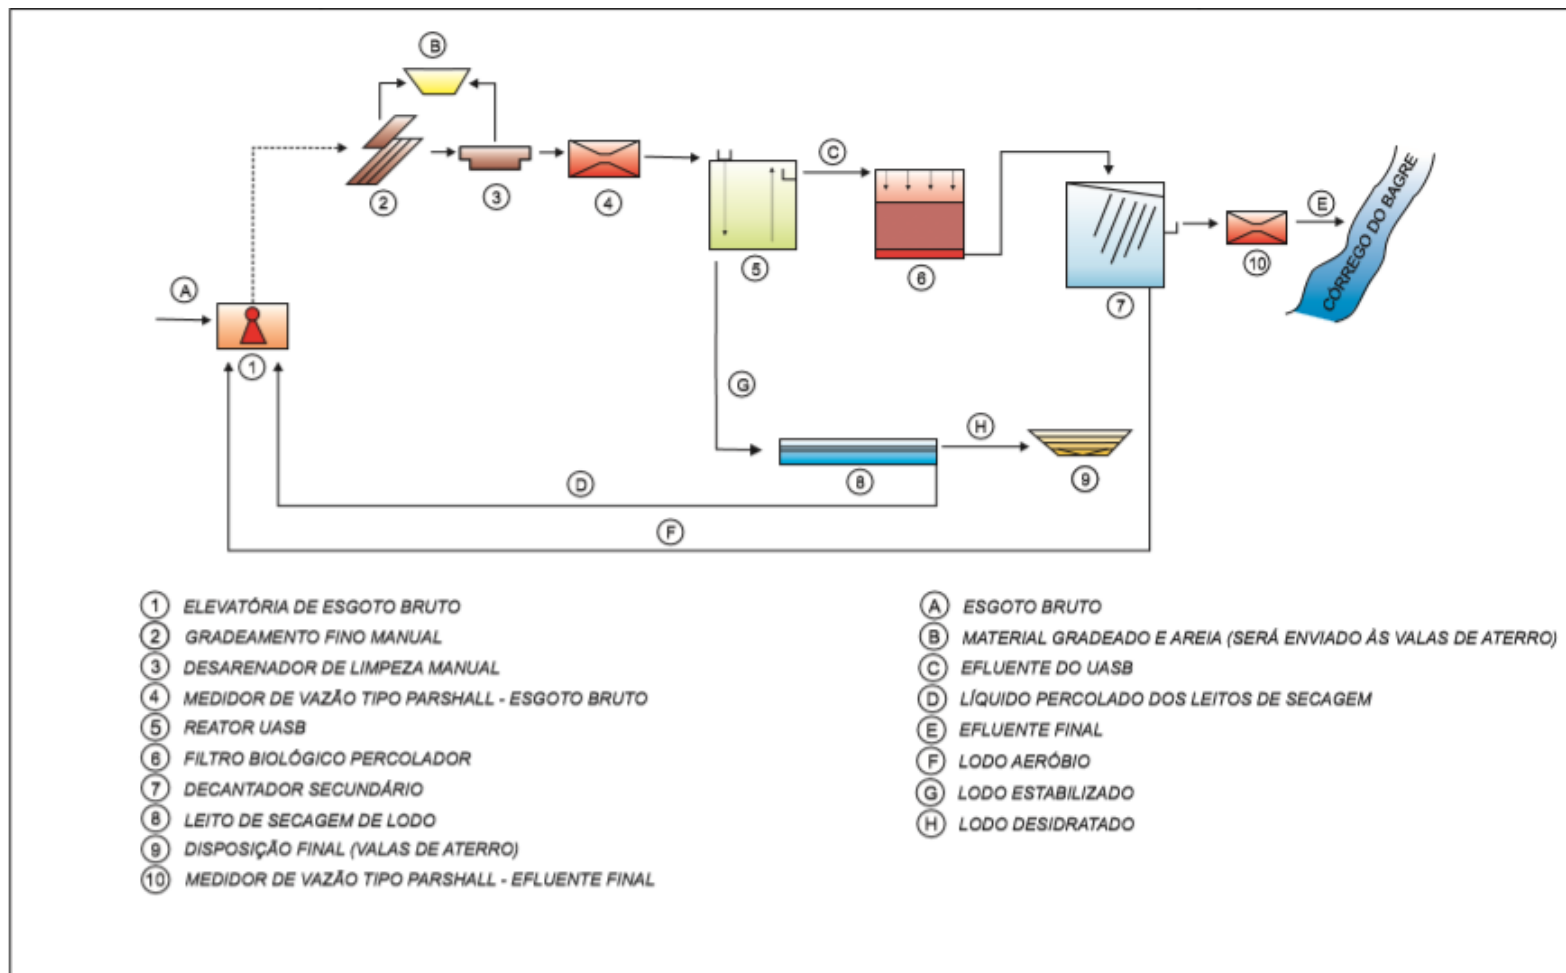 B
C
CÓRREGO DO BAGRE
2
3
4
E
5
6
10
7
A
1
G
H
8
9
D
F
1 ELEVATÓRIA DE ESGOTO BRUTO
2 GRADEAMENTO FINO MANUAL
3 DESARENADOR DE LIMPEZA MANUAL
4 MEDIDOR DE VAZÃO TIPO PARSHALL - ESGOTO BRUTO
5 REATOR UASB
6 FILTRO BIOLÓGICO PERCOLADOR
7 DECANTADOR SECUNDÁRIO
8 LEITO DE SECAGEM DE LODO
9 DISPOSIÇÃO FINAL (VALAS DE ATERRO)
10 MEDIDOR DE VAZÃO TIPO PARSHALL - EFLUENTE FINAL
A ESGOTO BRUTO
B MATERIAL GRADEADO E AREIA (SERÁ ENVIADO ÀS VALAS DE ATERRO)
C EFLUENTE DO UASB
D LÍQUIDO PERCOLADO DOS LEITOS DE SECAGEM
E EFLUENTE FINAL
F LODO AERÓBIO
G LODO ESTABILIZADO
H LODO DESIDRATADO